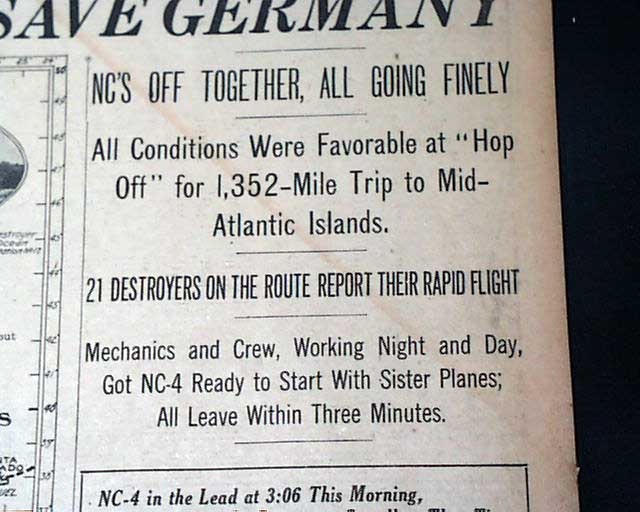 SAVE GERMANY
NC'S OFF TOGETHER, ALL GOING FINELY
All Conditions Were Favorable at "Hop
Off" for 1,352-Mile Trip to Mid-
Atlantic Islands.
21 DESTROYERS ON THE ROUTE REPORT THEIR RAPID FLIGHT
Mechanics and Crew, Working Night and Day,
Got NC-4 Ready to Start With Sister Planes;
All Leave Within Three Minutes.
NC-4 in the Lead at 3:06 This Morning,